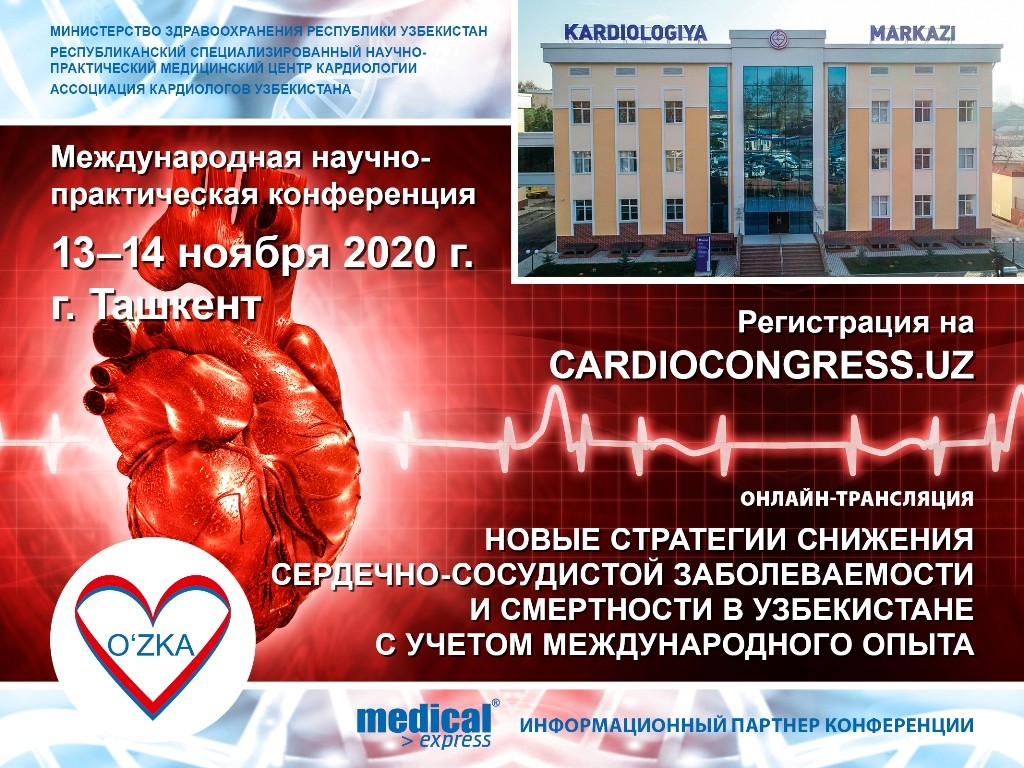 МИНИСТЕРСТВО ЗДРАВООХРАНЕНИЯ РЕСПУБЛИКИ УЗБЕКИСТАН
РЕСПУБЛИКАНСКИЙ СПЕЦИАЛИЗИРОВАННЫЙ НАУЧНО-
ПРАКТИЧЕСКИЙ МЕДИЦИНСКИЙ ЦЕНТР КАРДИОЛОГИИ
АССОЦИАЦИЯ КАРДИОЛОГОВ УЗБЕКИСТАНА
KARDIOLOGIYA MARKAZI
Международная научно-
практическая конференция
13–14 ноября 2020 г.
г. Ташкент
Регистрация на
CARDIOCONGRESS.UZ
ОНЛАЙН-ТРАНСЛЯЦИЯ
НОВЫЕ СТРАТЕГИИ СНИЖЕНИЯ
СЕРДЕЧНО-СОСУДИСТОЙ ЗАБОЛЕВАЕМОСТИ
И СМЕРТНОСТИ В УЗБЕКИСТАНЕ
С УЧЕТОМ МЕЖДУНАРОДНОГО ОПЫТА
O‘ZKA
medical®
> express
ИНФОРМАЦИОННЫЙ ПАРТНЕР КОНФЕРЕНЦИИ